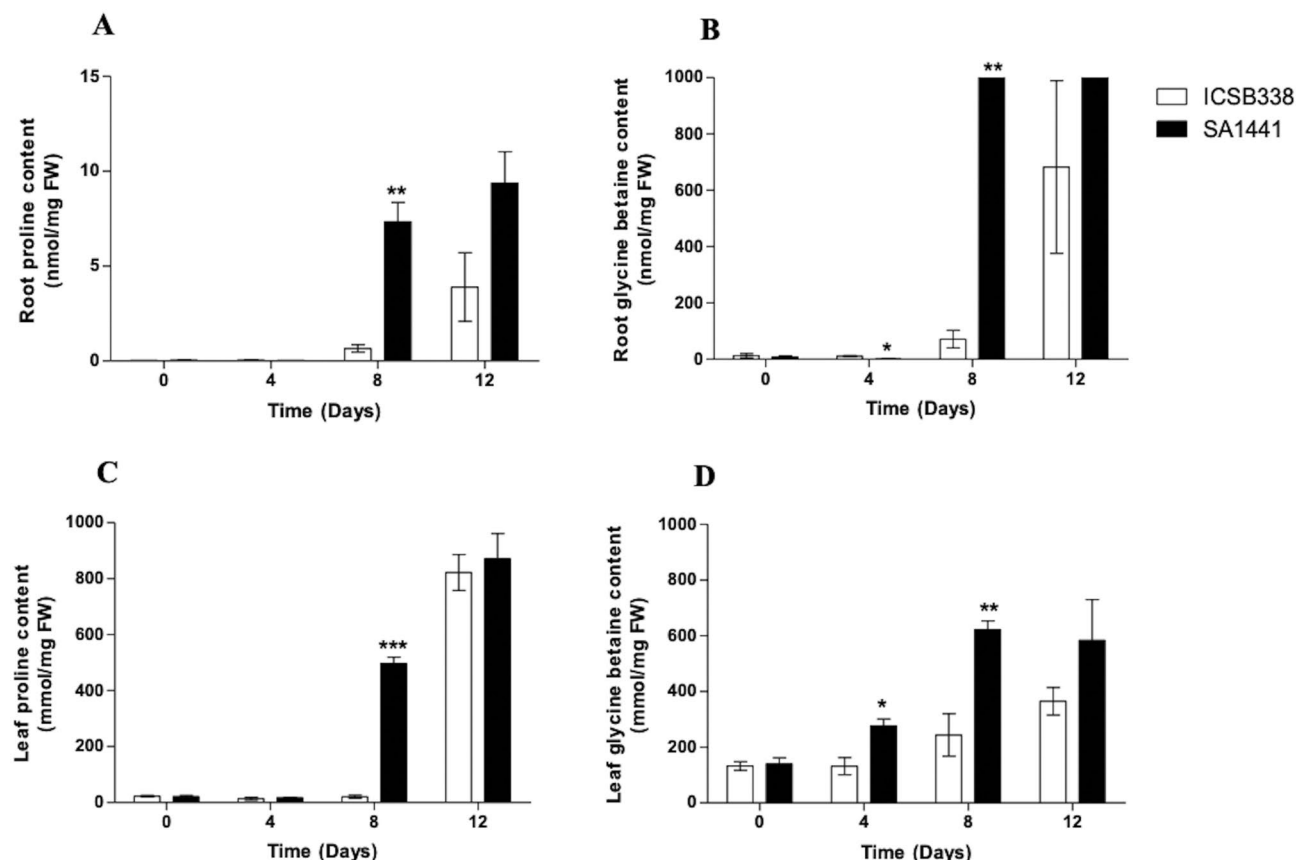 A
Root proline content
(nmol/mg FW)
15
10
5
0
**
0 4 8 12
Time (Days)
B
Root glycine betaine content
(nmol/mg FW)
1000
800
600
400
200
0
*
**
0 4 8 12
Time (Days)
ICSB338
SA1441
C
Leaf proline content
(mmol/mg FW)
1000
800
600
400
200
0
***
0 4 8 12
Time (Days)
D
Leaf glycine betaine content
(mmol/mg FW)
1000
800
600
400
200
0
*
**
0 4 8 12
Time (Days)